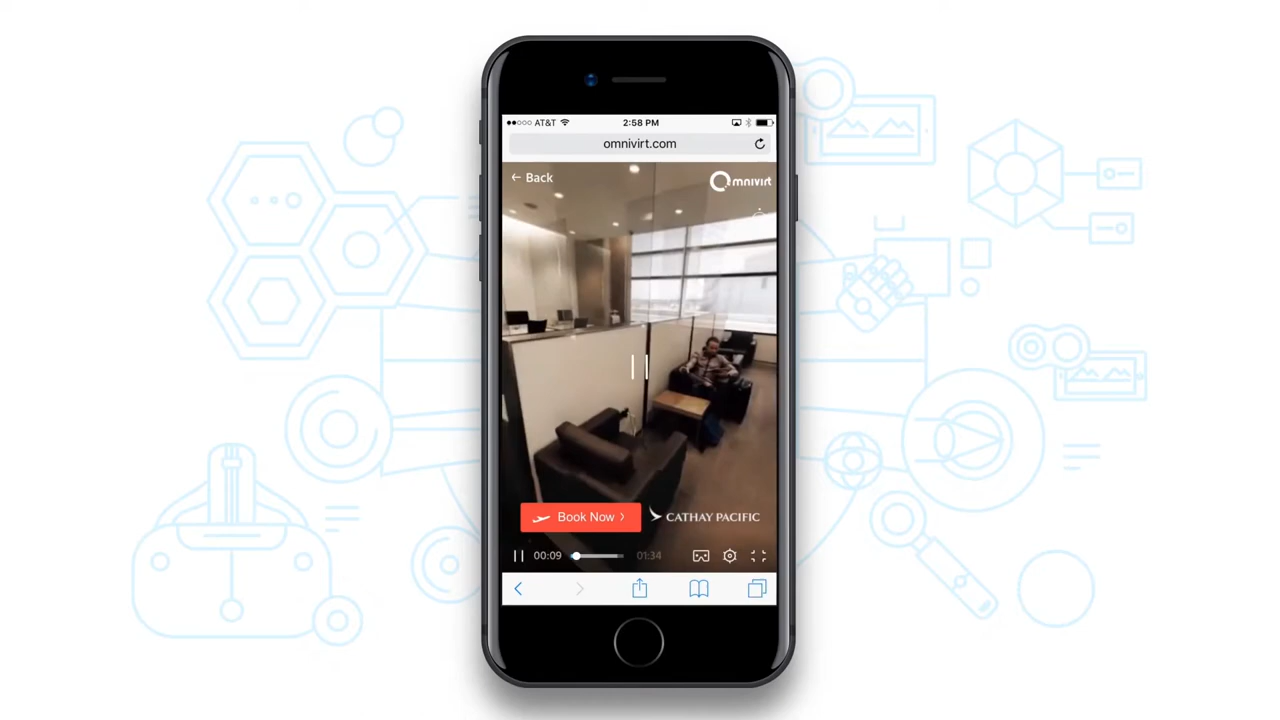 AT&T
2:58 PM
omnivirt.com
← Back
Omnivirt
Book Now >
CATHAY PACIFIC
00:09
01:34